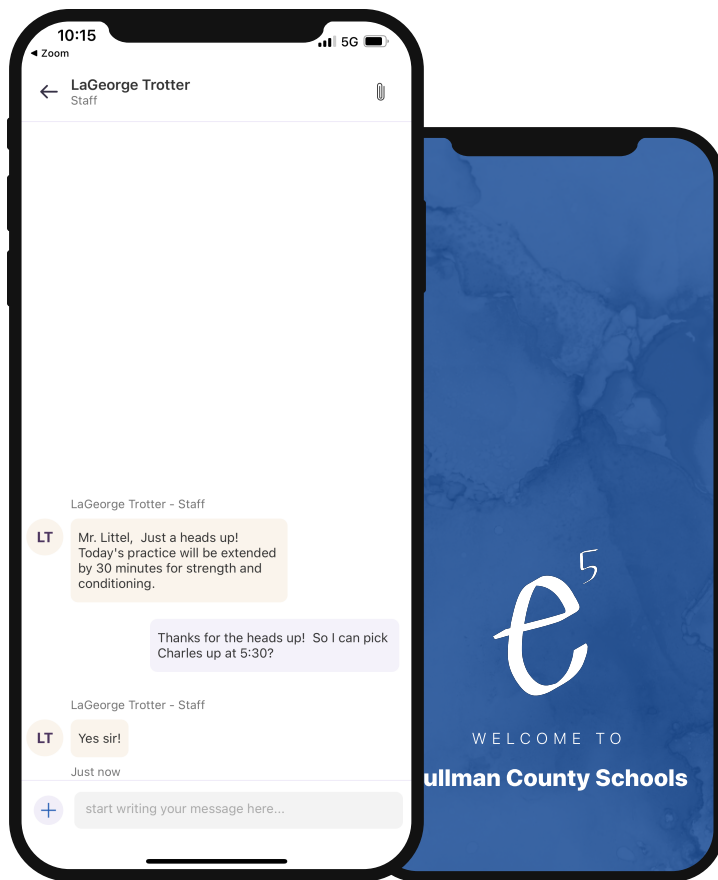 10:15
5G
Zoom
LaGeorge Trotter
Staff
LaGeorge Trotter - Staff
LT
Mr. Littel,  Just a heads up!
Today's practice will be extended
by 30 minutes for strength and
conditioning.
Thanks for the heads up!  So I can pick
Charles up at 5:30?
LaGeorge Trotter - Staff
LT
Yes sir!
Just now
start writing your message here...
e5
WELCOME TO
ullman County Schools